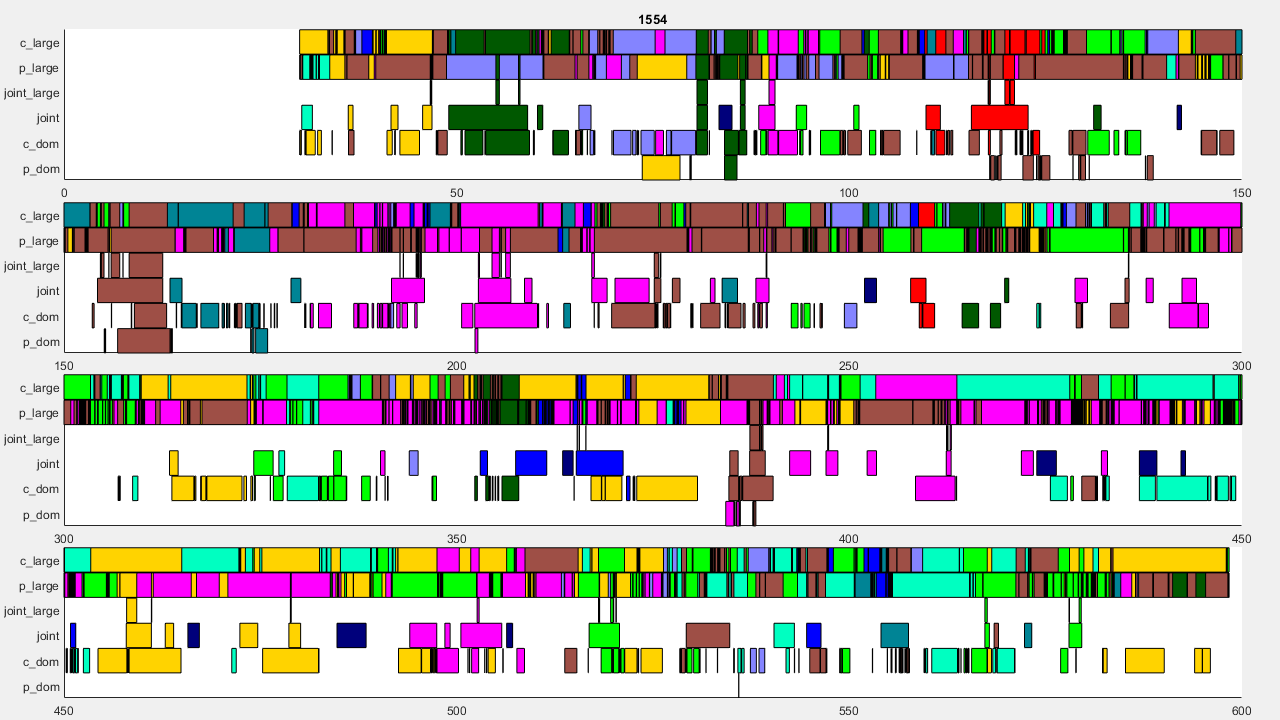 1554
c_large
p_large
joint_large
joint
c_dom
p_dom
0 50 100 150
c_large
p_large
joint_large
joint
c_dom
p_dom
150 200 250 300
c_large
p_large
joint_large
joint
c_dom
p_dom
300 350 400 450
c_large
p_large
joint_large
joint
c_dom
p_dom
450 500 550 600